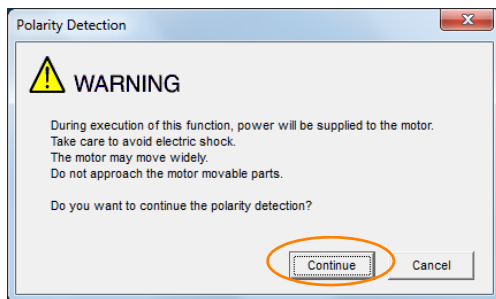 Polarity Detection
WARNING
During execution of this function, power will be supplied to the motor.
Take care to avoid electric shock.
The motor may move widely.
Do not approach the motor movable parts.
Do you want to continue the polarity detection?
Continue
Cancel